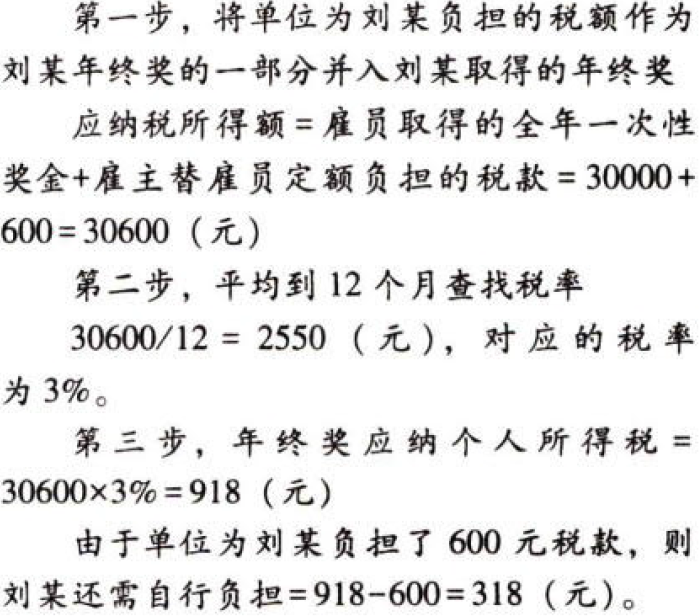 第一步，将单位为刘某负担的税额作为
刘某年终奖的一部分并入刘某取得的年终奖
应纳税所得额=雇员取得的全年一次性
奖金+雇主替雇员定额负担的税款=30000+
600=30600（元）
第二步，平均到12个月查找税率
30600/12 = 2550（元），对应的税率
为3%。
第三步，年终奖应纳个人所得税=
30600×3%=918（元）
由于单位为刘某负担了600元税款，则
刘某还需自行负担=918-600=318（元）。